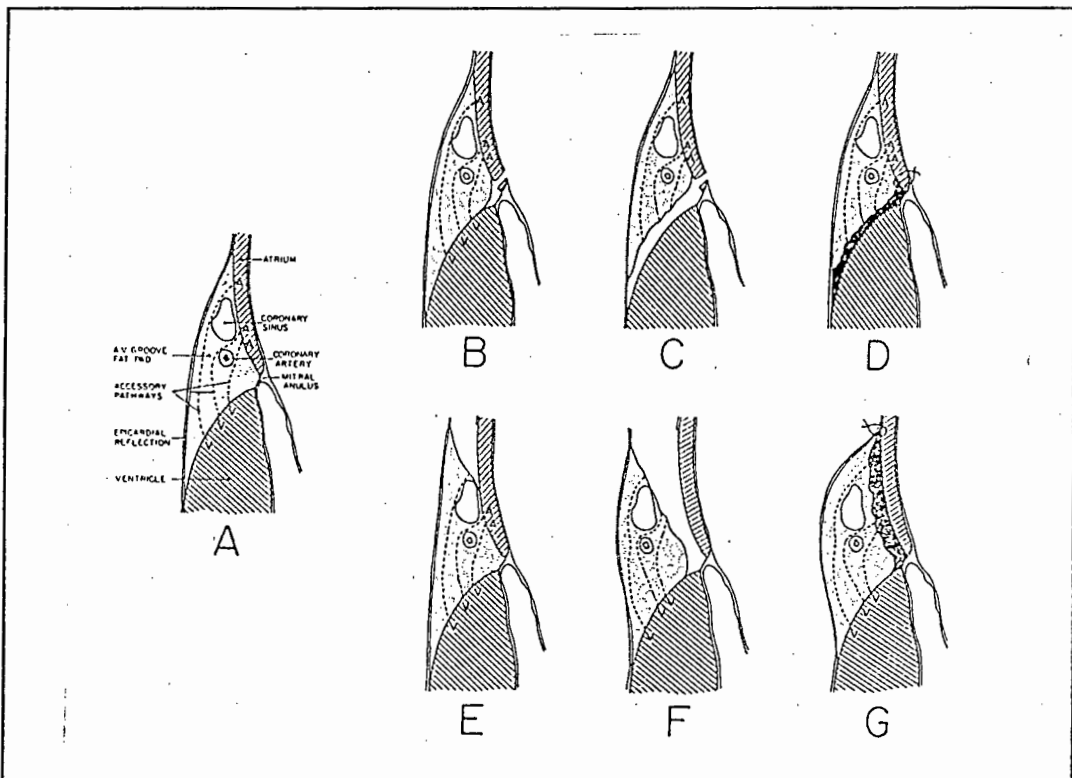 ATRIUM
CORONARY
SINUS
A.V. GROOVE
FAT PAD
CORONARY
ARTERY
ACCESSORY
PATHWAYS
MITRAL
ANULUS
EPICARDIAL
REFLECTION
VENTRICLE
A
B
C
D
E
F
G